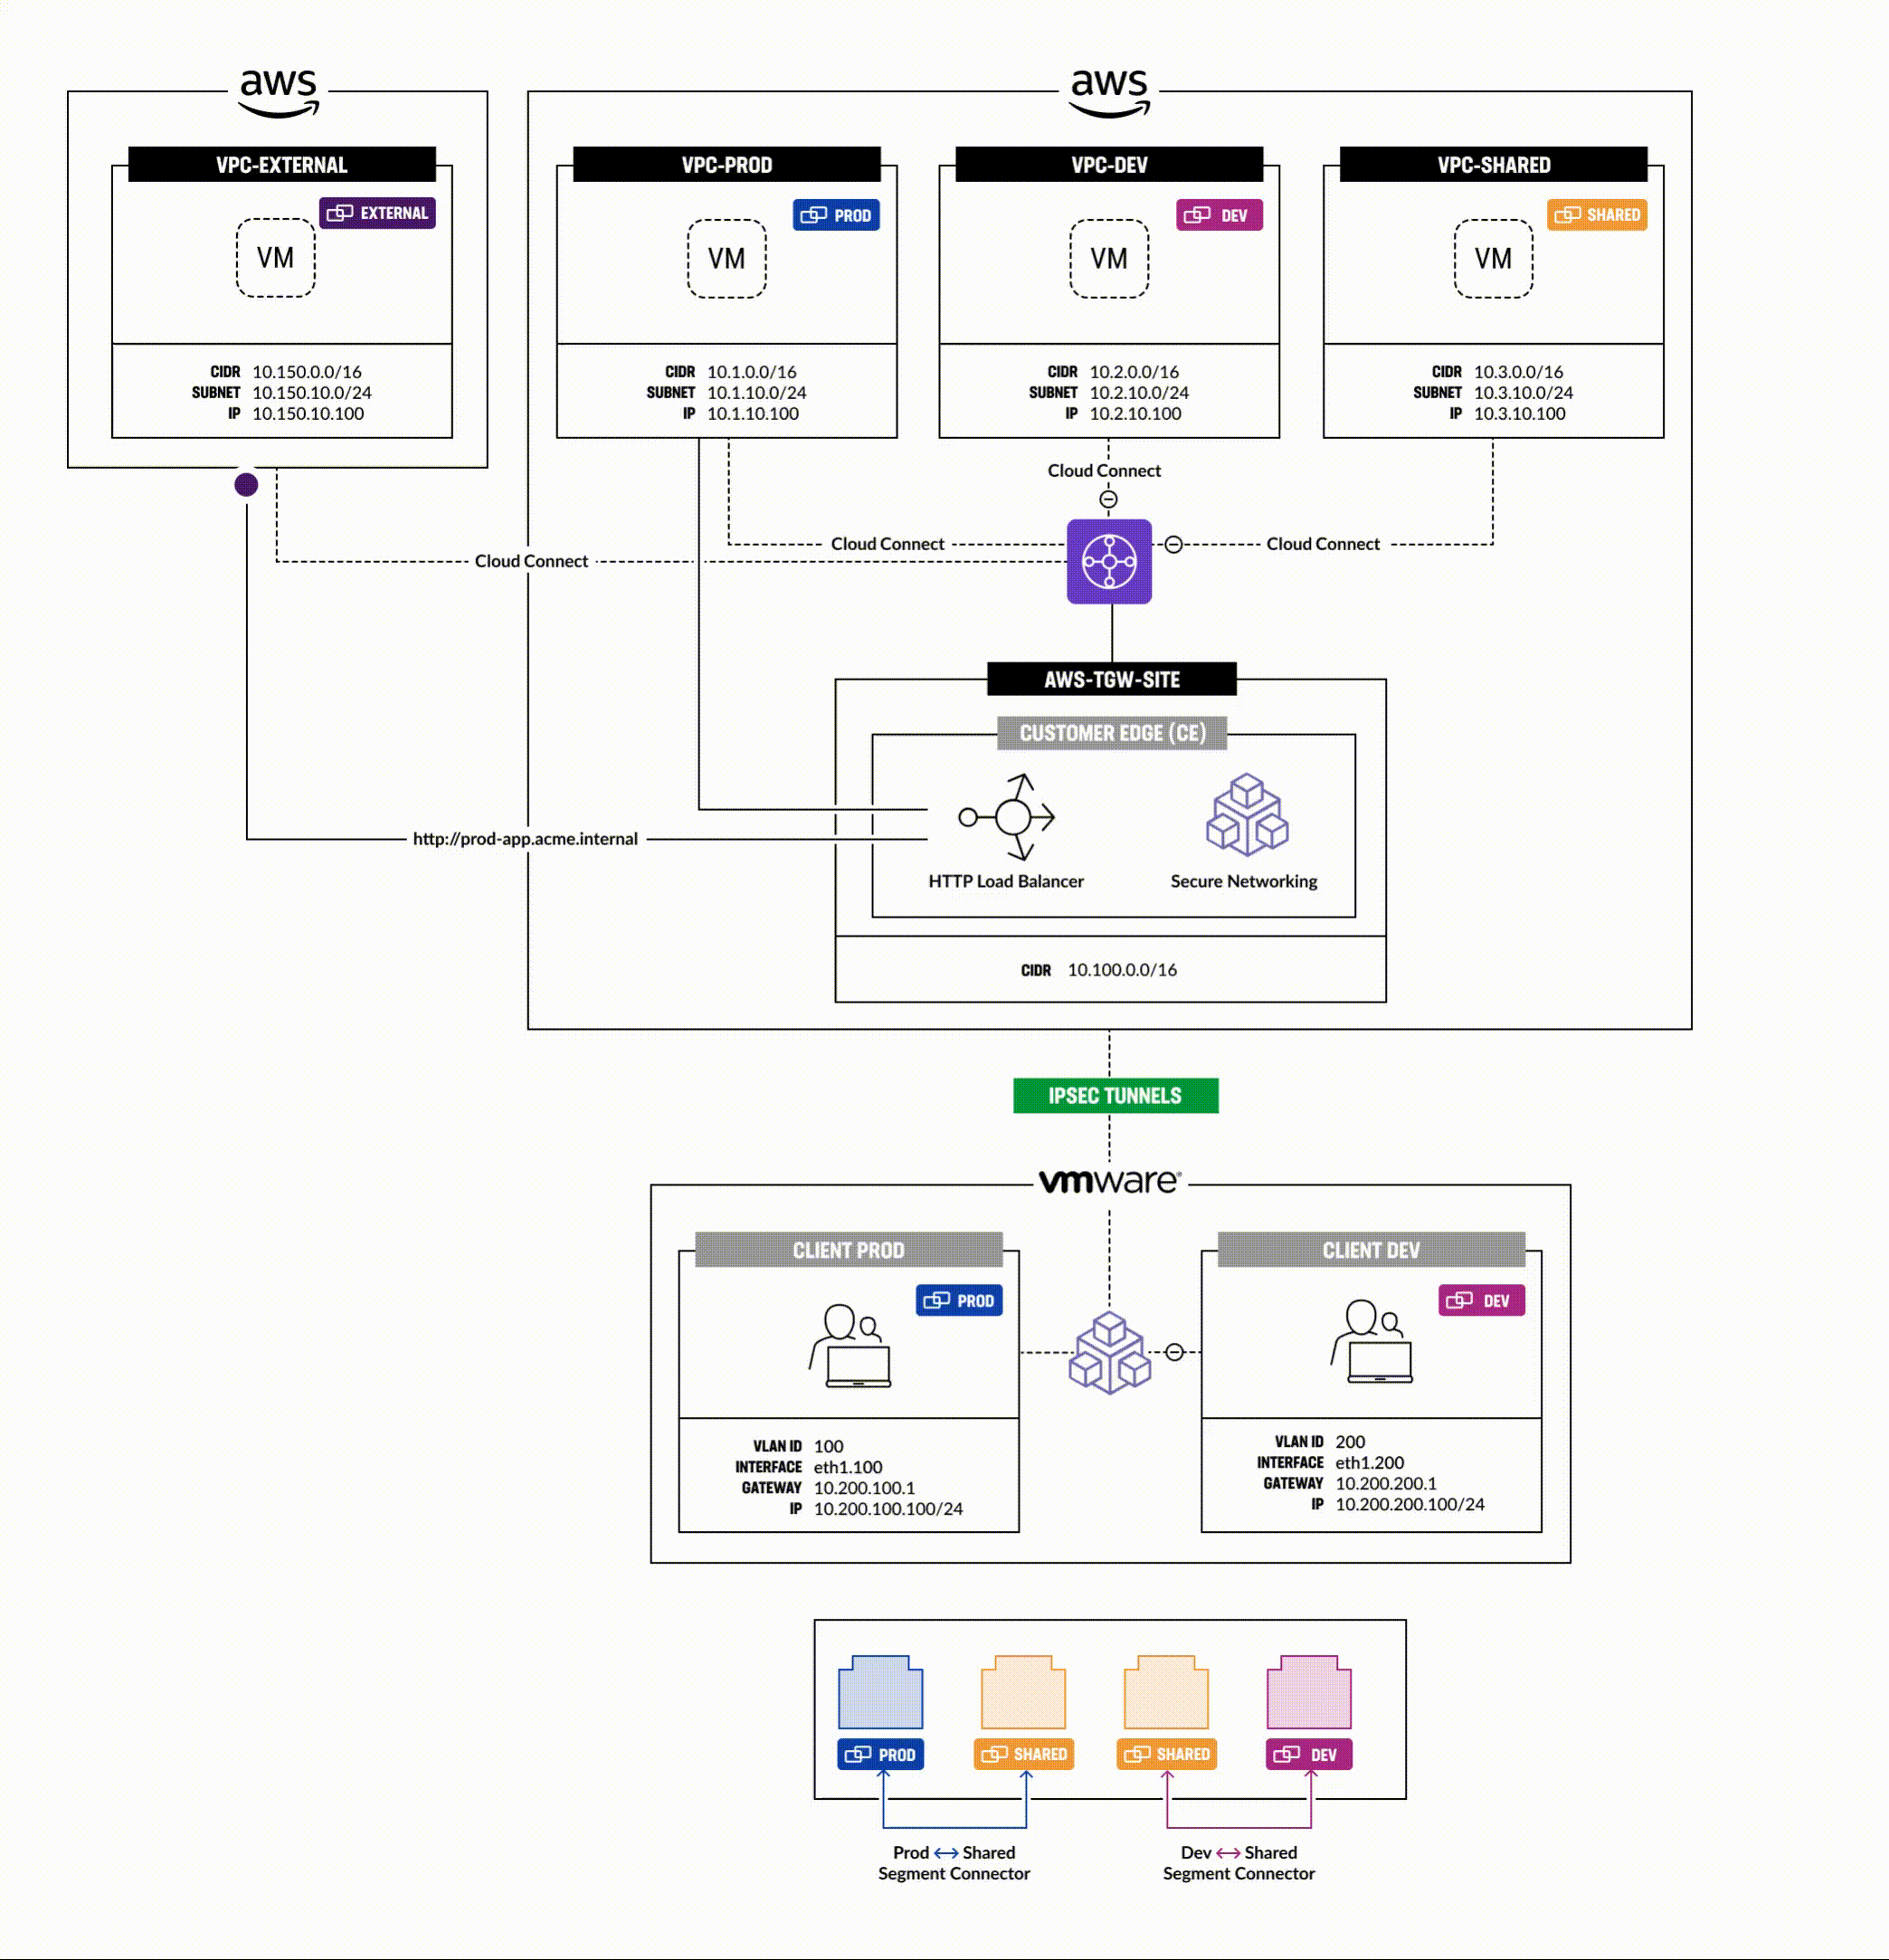 aws
VPC-EXTERNAL
EXTERNAL
VM
CIDR 10.150.0.0/16
SUBNET 10.150.10.0/24
IP 10.150.10.100
aws
VPC-PROD
PROD
VM
CIDR 10.1.0.0/16
SUBNET 10.1.10.0/24
IP 10.1.10.100
VPC-DEV
DEV
VM
CIDR 10.2.0.0/16
SUBNET 10.2.10.0/24
IP 10.2.10.100
VPC-SHARED
SHARED
VM
CIDR 10.3.0.0/16
SUBNET 10.3.10.0/24
IP 10.3.10.100
Cloud Connect
Cloud Connect
Cloud Connect
Cloud Connect
AWS-TGW-SITE
CUSTOMER EDGE (CE)
http://prod-app.acme.internal
HTTP Load Balancer
Secure Networking
CIDR 10.100.0.0/16
IPSEC TUNNELS
vmware®
CLIENT PROD
PROD
VLAN ID 100
INTERFACE eth1.100
GATEWAY 10.200.100.1
IP 10.200.100.100/24
CLIENT DEV
DEV
VLAN ID 200
INTERFACE eth1.200
GATEWAY 10.200.200.1
IP 10.200.200.100/24
PROD
SHARED
SHARED
DEV
Prod ↔ Shared
Segment Connector
Dev ↔ Shared
Segment Connector